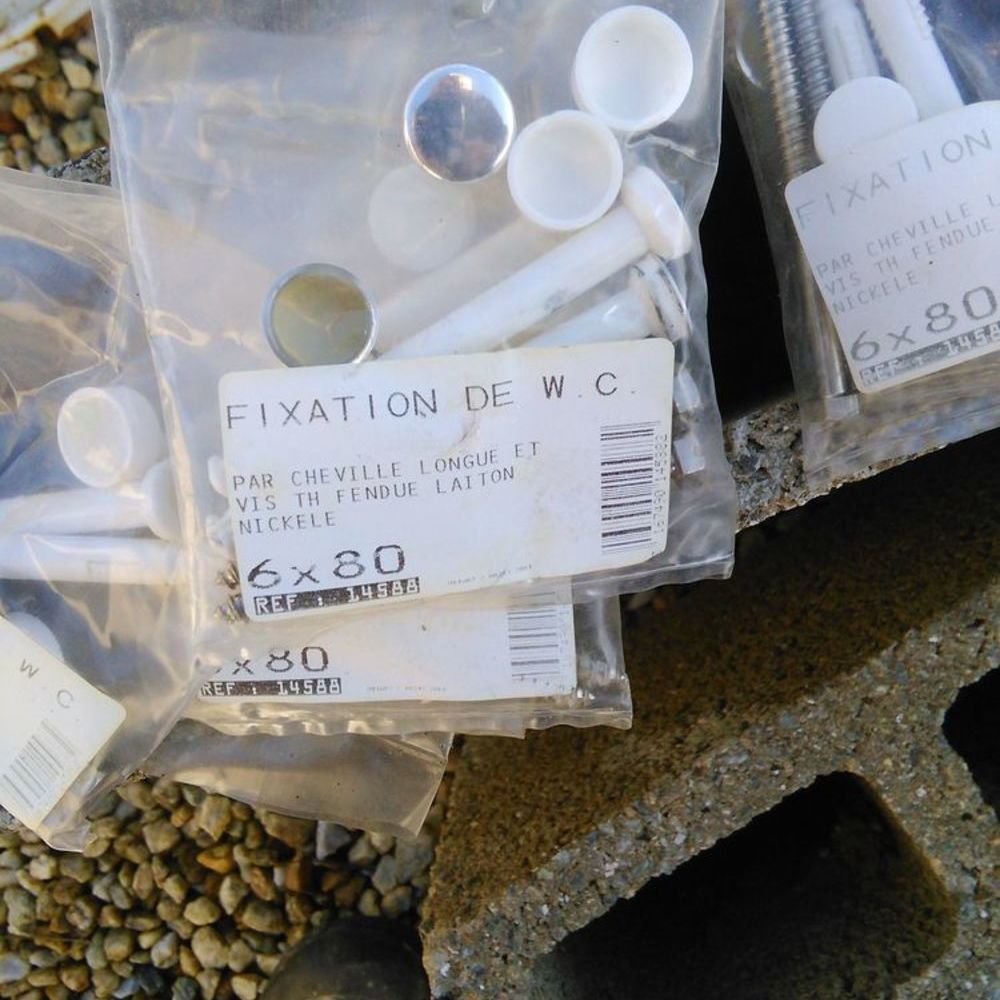 FIXATION DE W.C.
PAR CHEVILLE LONGUE ET
VIS TH FENDUE LAITON
NICKELE
6x80
REF : 14588
x80
REF : 14588
W.C.
FIXATION
PAR CHEVILLE L
VIS TH FENDUE
NICKELE
6x80